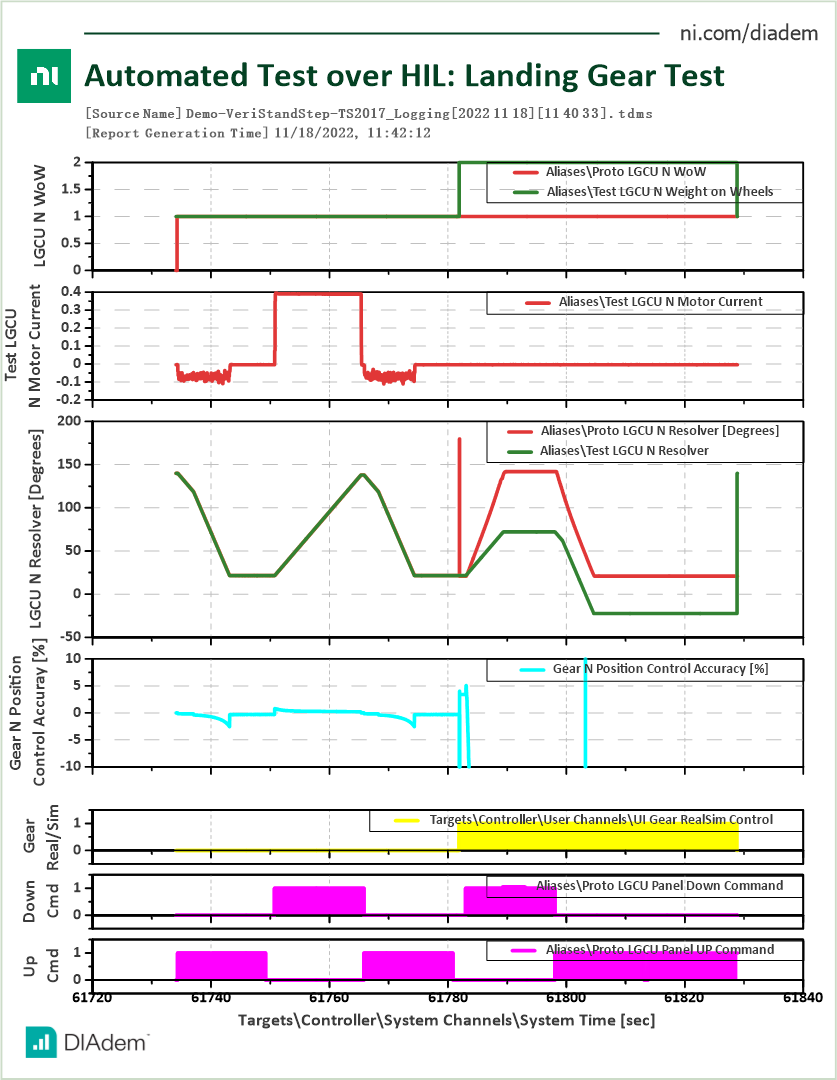 ni.com/diadem
ni
Automated Test over HIL: Landing Gear Test
[Source Name] Demo-VeriStandStep-TS2017_Logging[2022 11 18][11 40 33]. tdms
[Report Generation Time] 11/18/2022, 11:42:12
LGCU N WoW
2
1.5
1
0.5
0
Aliases\Proto LGCU N WoW
Aliases\Test LGCU N Weight on Wheels
Test LGCU
N Motor Current
0.4
0.3
0.2
0.1
0
-0.1
-0.2
Aliases\Test LGCU N Motor Current
LGCU N Resolver [Degrees]
200
150
100
50
0
-50
Aliases\Proto LGCU N Resolver [Degrees]
Aliases\Test LGCU N Resolver
Gear N Position
Control Accuray [%]
10
5
0
-5
-10
Gear N Position Control Accuracy [%]
Gear
Real/Sim
1
0
Targets\Controller\User Channels\UI Gear RealSim Control
Down
Cmd
1
0
Aliases\Proto LGCU Panel Down Command
Up
Cmd
1
0
Aliases\Proto LGCU Panel UP Command
61720 61740 61760 61780 61800 61820 61840
Targets\Controller\System Channels\System Time [sec]
DIAdem™